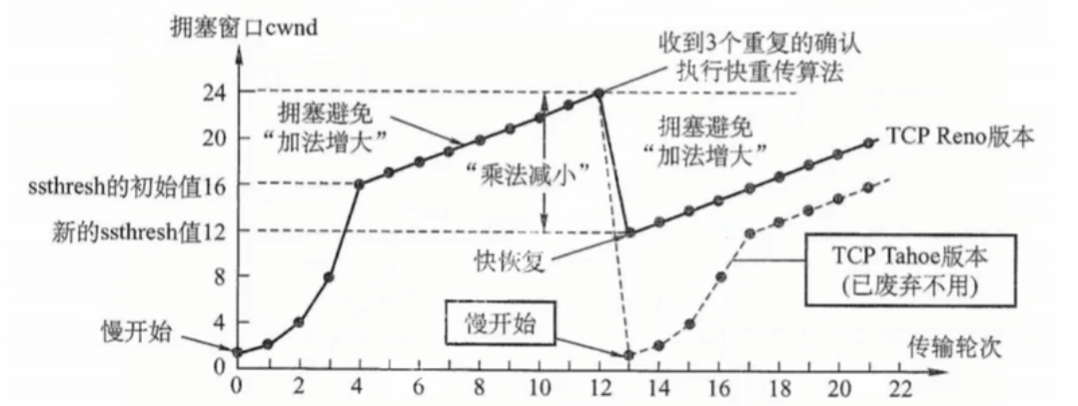 拥塞窗口cwnd
收到3个重复的确认
执行快重传算法
24
拥塞避免
“加法增大”
拥塞避免
“加法增大”
20
TCP Reno版本
“乘法减小”
ssthresh的初始值16
新的ssthresh值12
快恢复
TCP Tahoe版本
(已废弃不用)
8
4
慢开始
慢开始
传输轮次
0
0 2 4 6 8 10 12 14 16 18 20 22